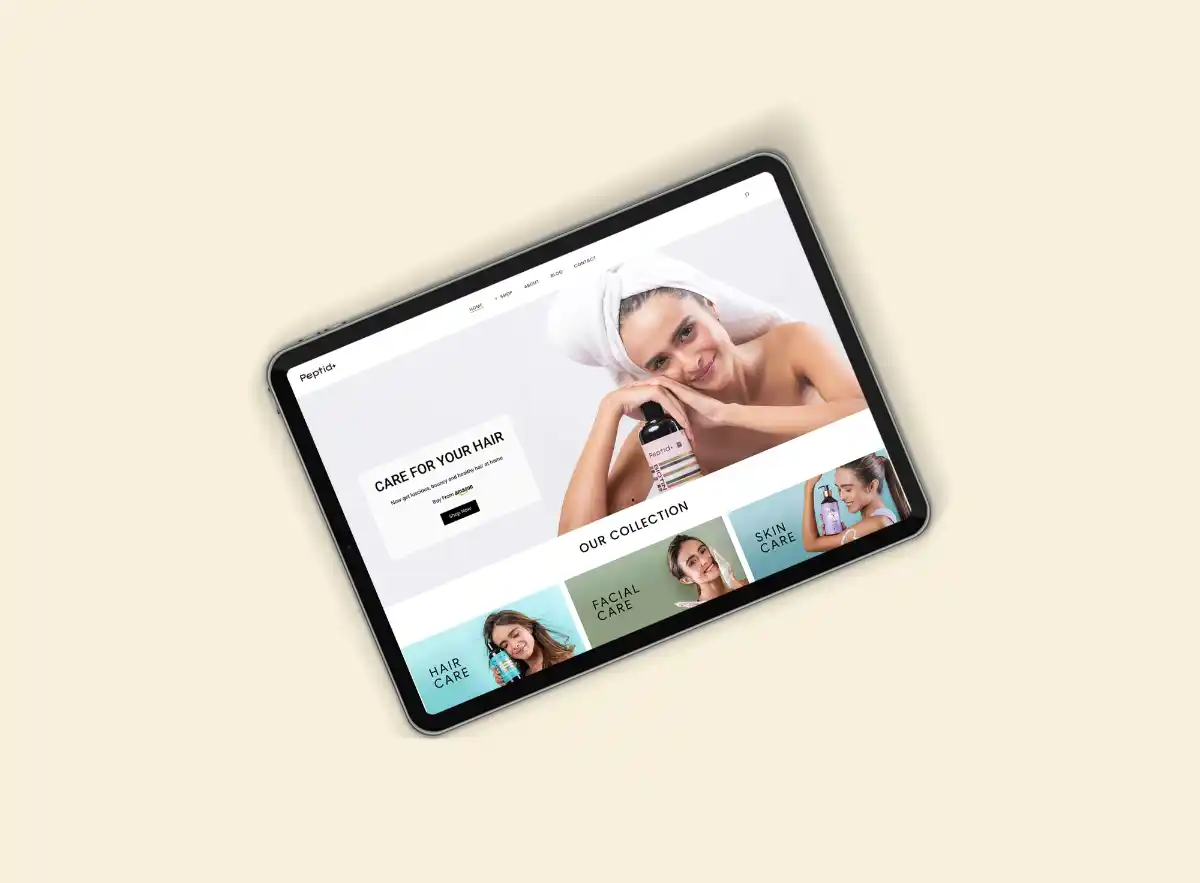 Peptid+
HOME
SHOP
ABOUT
BLOG
CONTACT
CARE FOR YOUR HAIR
Now get luscious, bouncy and healthy hair at home
Buy From amazon
Shop Now
Peptid+
OUR COLLECTION
HAIR
CARE
FACIAL
CARE
SKIN
CARE